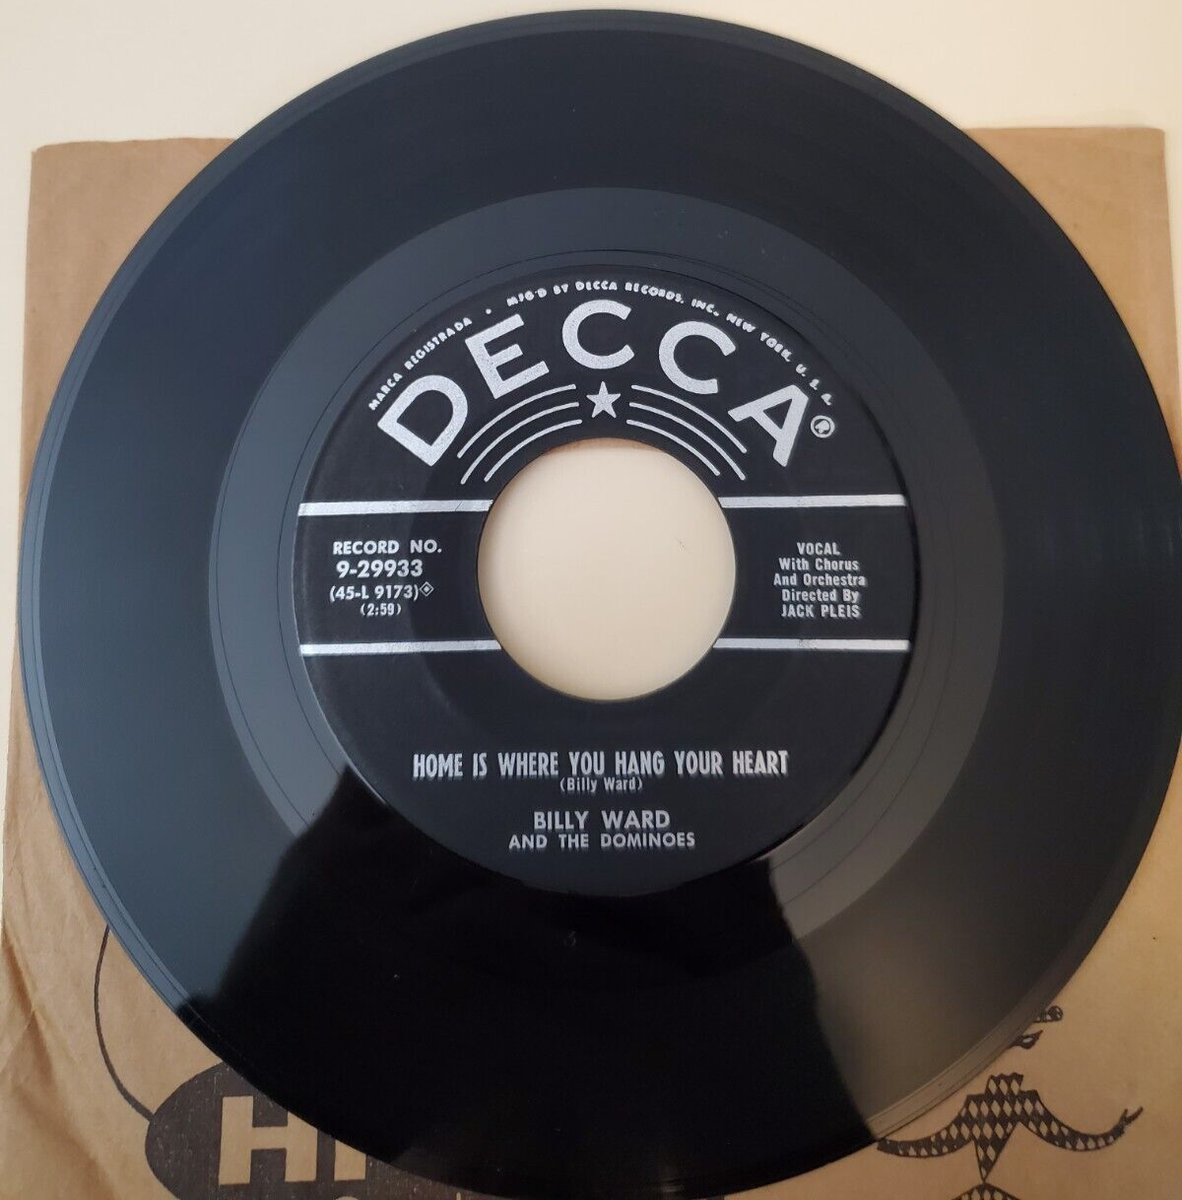 MARCA REGISTRADA • MFG'D BY DECCA RECORDS, INC., NEW YORK, U. S. A.
DECCA®
RECORD NO.
9-29933
(45-L 9173)
(2:59)
VOCAL
With Chorus
And Orchestra
Directed By
JACK PLEIS
HOME IS WHERE YOU HANG YOUR HEART
(Billy Ward)
BILLY WARD
AND THE DOMINOES